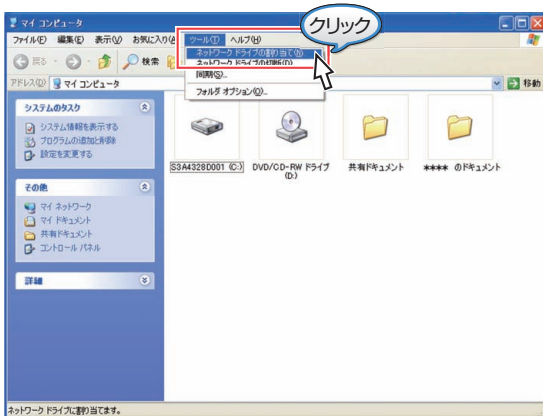 マイ コンピュータ
クリック
ファイル(F) 編集(E) 表示(V) お気に入り(A) ツール(T) ヘルプ(H)
ネットワーク ドライブの割り当て(N)...
ネットワーク ドライブの切断(D)...
同期(S)...
フォルダ オプション(O)...
戻る 検索
アドレス(D) マイ コンピュータ 移動
システムのタスク
システム情報を表示する
プログラムの追加と削除
設定を変更する
その他
マイ ネットワーク
マイ ドキュメント
共有ドキュメント
コントロール パネル
詳細
S3A4328D001 (C:)
DVD/CD-RW ドライブ
(D:)
共有ドキュメント
**** のドキュメント
ネットワーク ドライブに割り当てます。